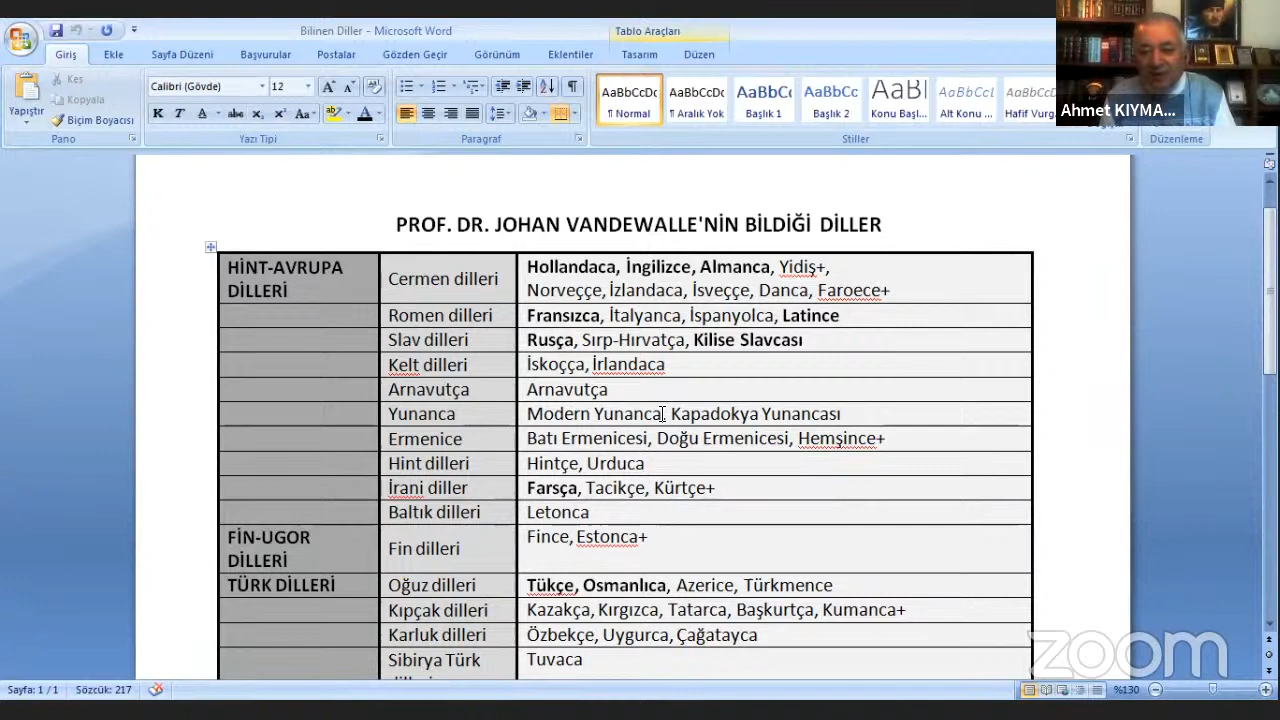 Bilinen Diller - Microsoft Word
Tablo Araçları
Giriş Ekle Sayfa Düzeni Başvurular Postalar Gözden Geçir Görünüm Eklentiler Tasarım Düzen
Ahmet KIYMA...
Yapıştır
Kes
Kopyala
Biçim Boyacısı
Pano
Calibri (Gövde) 12
Yazı Tipi
Paragraf
AaBbCcDc AaBbCcDc AaBbCc AaBbCc AaBbl AaBbCcl
¶ Normal ¶ Aralık Yok Başlık 1 Başlık 2 Konu Başl... Alt Konu ... Hafif Vurg
Stiller
Düzenleme
PROF. DR. JOHAN VANDEWALLE'NİN BİLDİĞİ DİLLER
HİNT-AVRUPA
DİLLERİ
Cermen dilleri
Hollandaca, İngilizce, Almanca, Yidiş+,
Norveççe, İzlandaca, İsveççe, Danca, Faroece+
Romen dilleri Fransızca, İtalyanca, İspanyolca, Latince
Slav dilleri Rusça, Sırp-Hırvatça, Kilise Slavcası
Kelt dilleri İskoçça, İrlandaca
Arnavutça Arnavutça
Yunanca Modern Yunanca, Kapadokya Yunancası
Ermenice Batı Ermenicesi, Doğu Ermenicesi, Hemşince+
Hint dilleri Hintçe, Urduca
İrani diller Farsça, Tacikçe, Kürtçe+
Baltık dilleri Letonca
FİN-UGOR
DİLLERİ
Fin dilleri
Fince, Estonca+
TÜRK DİLLERİ Oğuz dilleri Tükçe, Osmanlıca, Azerice, Türkmence
Kıpçak dilleri Kazakça, Kırgızca, Tatarca, Başkurtça, Kumanca+
Karluk dilleri Özbekçe, Uygurca, Çağatayca
Sibirya Türk Tuvaca
zoom
Sayfa: 1 / 1 Sözcük: 217 %130